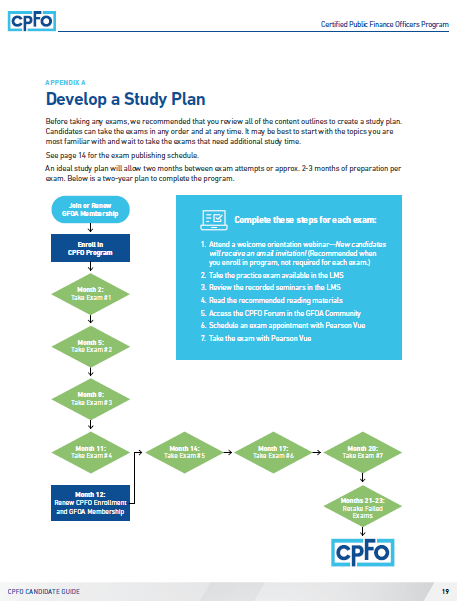 CPFO
Certified Public Finance Officers Program
APPENDIX A
Develop a Study Plan
Before taking any exams, we recommended that you review all of the content outlines to create a study plan.
Candidates can take the exams in any order and at any time. It may be best to start with the topics you are
most familiar with and wait to take the exams that need additional study time.
See page 14 for the exam publishing schedule.
An ideal study plan will allow two months between exam attempts or approx. 2-3 months of preparation per
exam. Below is a two-year plan to complete the program.
Join or Renew
GFOA Membership
Enroll in
CPFO Program
Month 2:
Take Exam #1
Month 5:
Take Exam #2
Month 8:
Take Exam #3
Month 11:
Take Exam #4
Month 12:
Renew CPFO Enrollment
and GFOA Membership
Month 14:
Take Exam #5
Month 17:
Take Exam #6
Month 20:
Take Exam #7
Months 21-23:
Retake Failed
Exams
CPFO
Complete these steps for each exam:
1. Attend a welcome orientation webinar—New candidates
will receive an email invitation! (Recommended when
you enroll in program, not required for each exam.)
2. Take the practice exam available in the LMS
3. Review the recorded seminars in the LMS
4. Read the recommended reading materials
5. Access the CPFO Forum in the GFOA Community
6. Schedule an exam appointment with Pearson Vue
7. Take the exam with Pearson Vue
CPFO CANDIDATE GUIDE
19